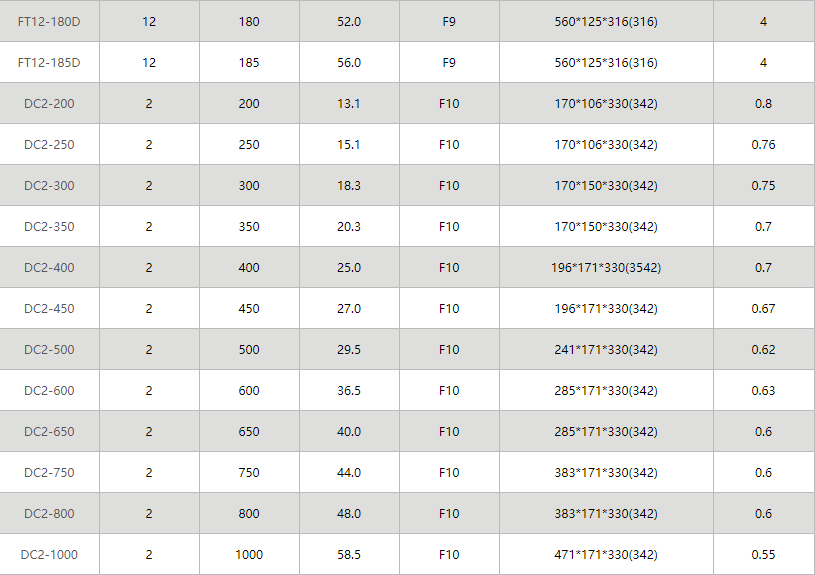 FT12-180D 12 180 52.0 F9 560*125*316(316) 4
FT12-185D 12 185 56.0 F9 560*125*316(316) 4
DC2-200 2 200 13.1 F10 170*106*330(342) 0.8
DC2-250 2 250 15.1 F10 170*106*330(342) 0.76
DC2-300 2 300 18.3 F10 170*150*330(342) 0.75
DC2-350 2 350 20.3 F10 170*150*330(342) 0.7
DC2-400 2 400 25.0 F10 196*171*330(3542) 0.7
DC2-450 2 450 27.0 F10 196*171*330(342) 0.67
DC2-500 2 500 29.5 F10 241*171*330(342) 0.62
DC2-600 2 600 36.5 F10 285*171*330(342) 0.63
DC2-650 2 650 40.0 F10 285*171*330(342) 0.6
DC2-750 2 750 44.0 F10 383*171*330(342) 0.6
DC2-800 2 800 48.0 F10 383*171*330(342) 0.6
DC2-1000 2 1000 58.5 F10 471*171*330(342) 0.55